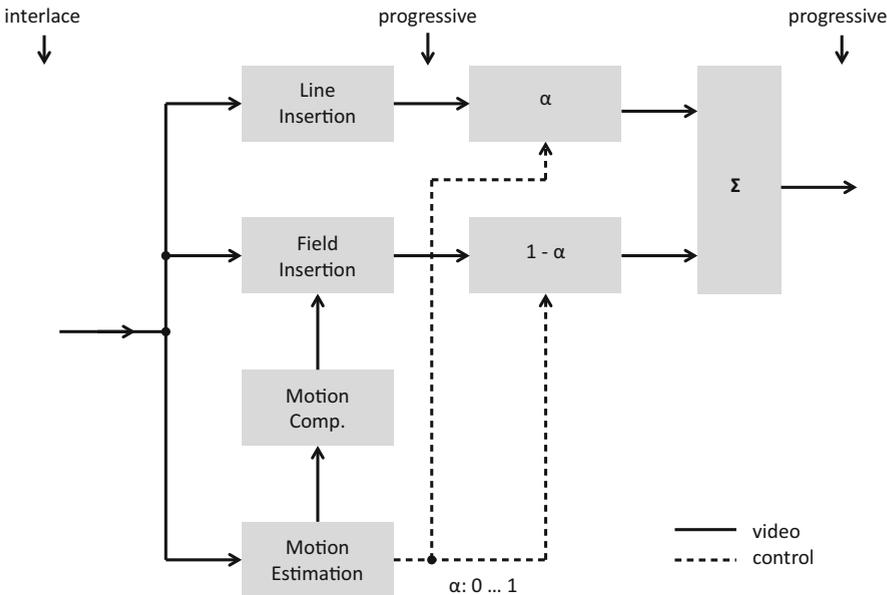 interlace
progressive
progressive
Line
Insertion
α
Σ
Field
Insertion
1 - α
Motion
Comp.
Motion
Estimation
α: 0 ... 1
video
control